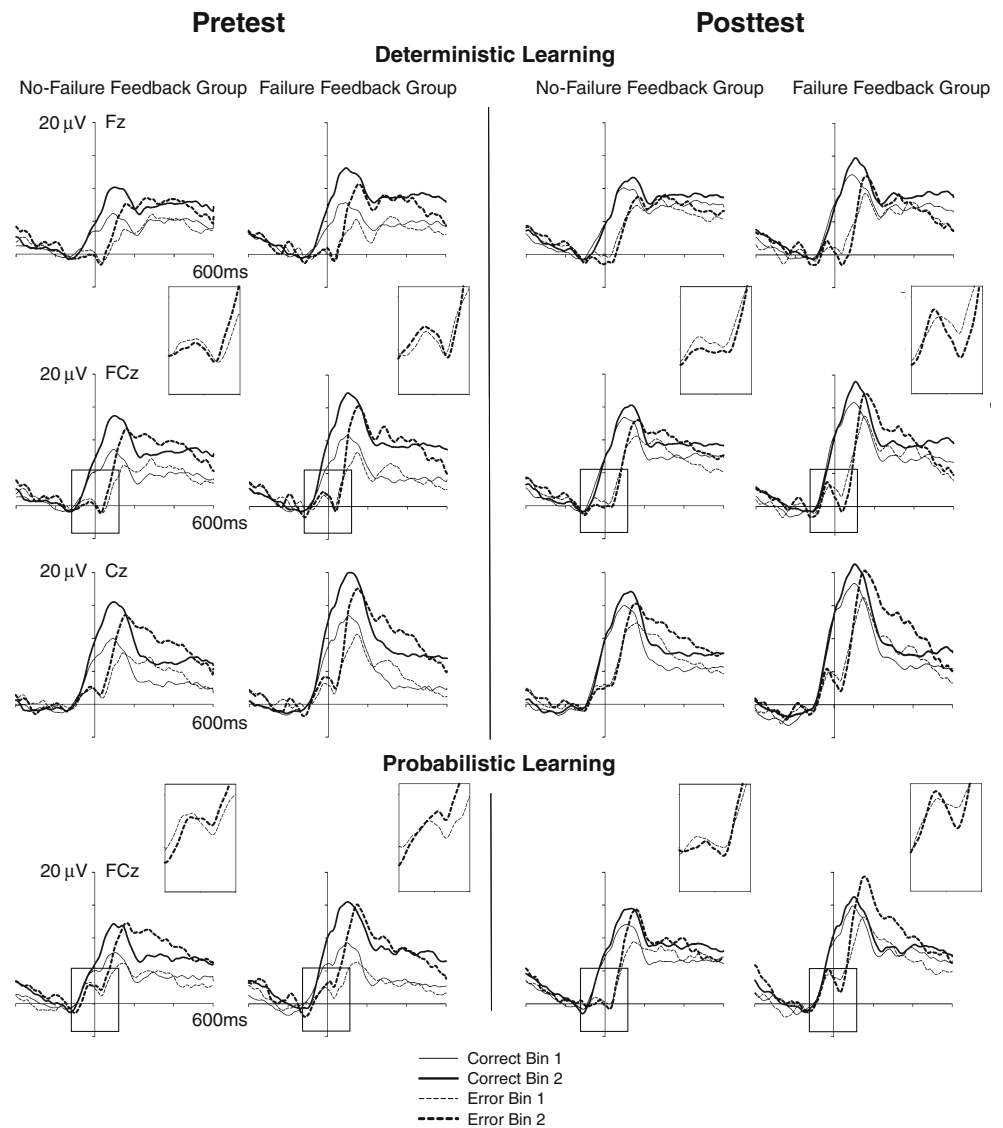 Pretest Posttest
Deterministic Learning
No-Failure Feedback Group Failure Feedback Group No-Failure Feedback Group Failure Feedback Group
20 µV Fz
600ms
20 µV FCz
600ms
20 µV Cz
600ms
Probabilistic Learning
20 µV FCz
600ms
Correct Bin 1
Correct Bin 2
Error Bin 1
Error Bin 2